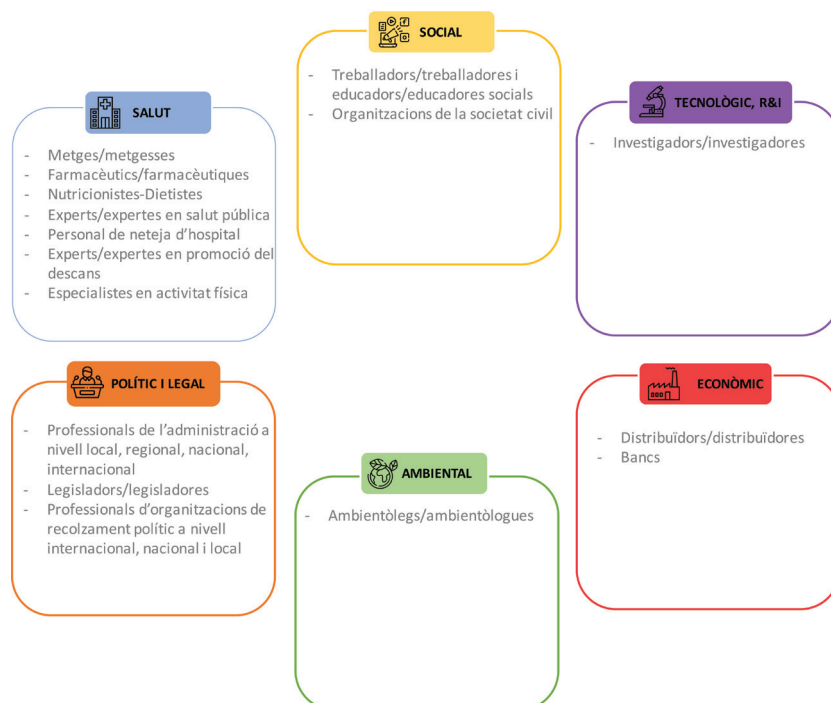 SOCIAL
- Treballadors/treballadores i
educadors/educadores socials
- Organitzacions de la societat civil
SALUT
- Metges/metgesses
- Farmacèutics/farmacèutiques
- Nutricionistes-Dietistes
- Experts/expertes en salut pública
- Personal de neteja d’hospital
- Experts/expertes en promoció del
descans
- Especialistes en activitat física
TECNOLÒGIC, R&I
- Investigadors/investigadores
POLÍTIC I LEGAL
- Professionals de l’administració a
nivell local, regional, nacional,
internacional
- Legisladors/legisladores
- Professionals d’organitzacions de
recolzament polític a nivell
internacional, nacional i local
AMBIENTAL
- Ambientòlegs/ambientòlogues
ECONÒMIC
- Distribuïdors/distribuïdores
- Bancs